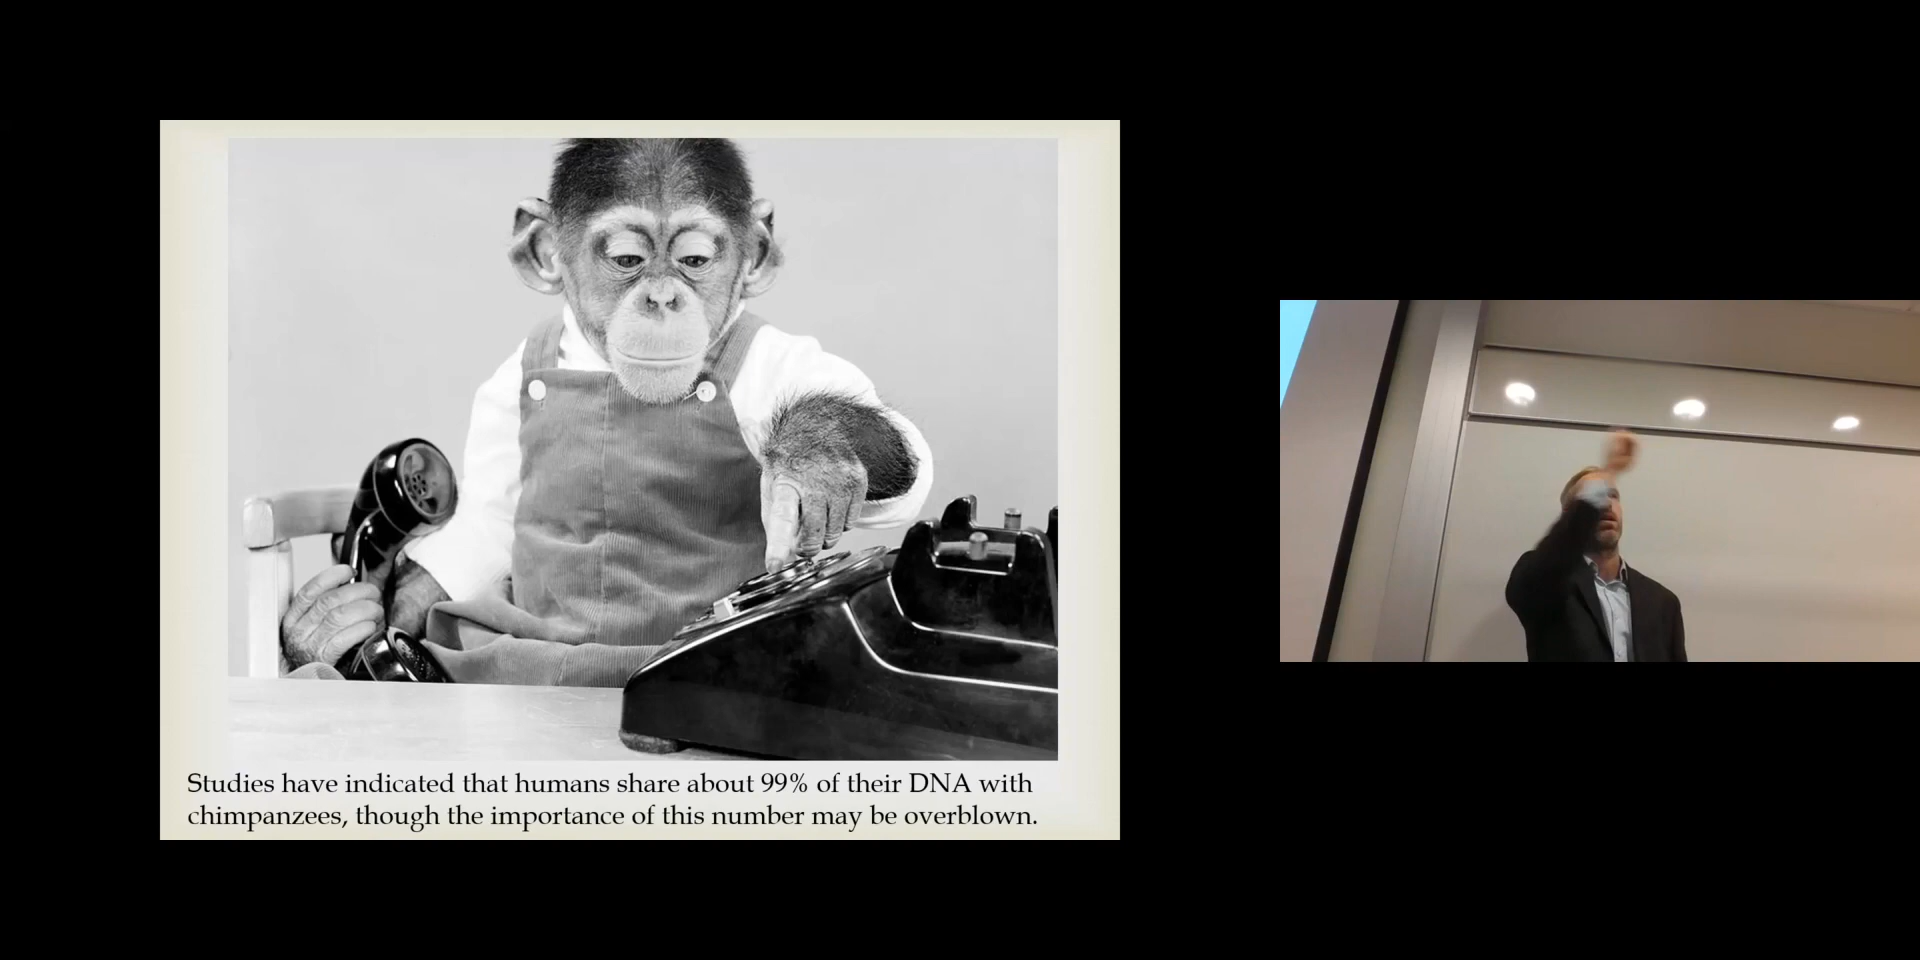 Studies have indicated that humans share about 99% of their DNA with
chimpanzees, though the importance of this number may be overblown.